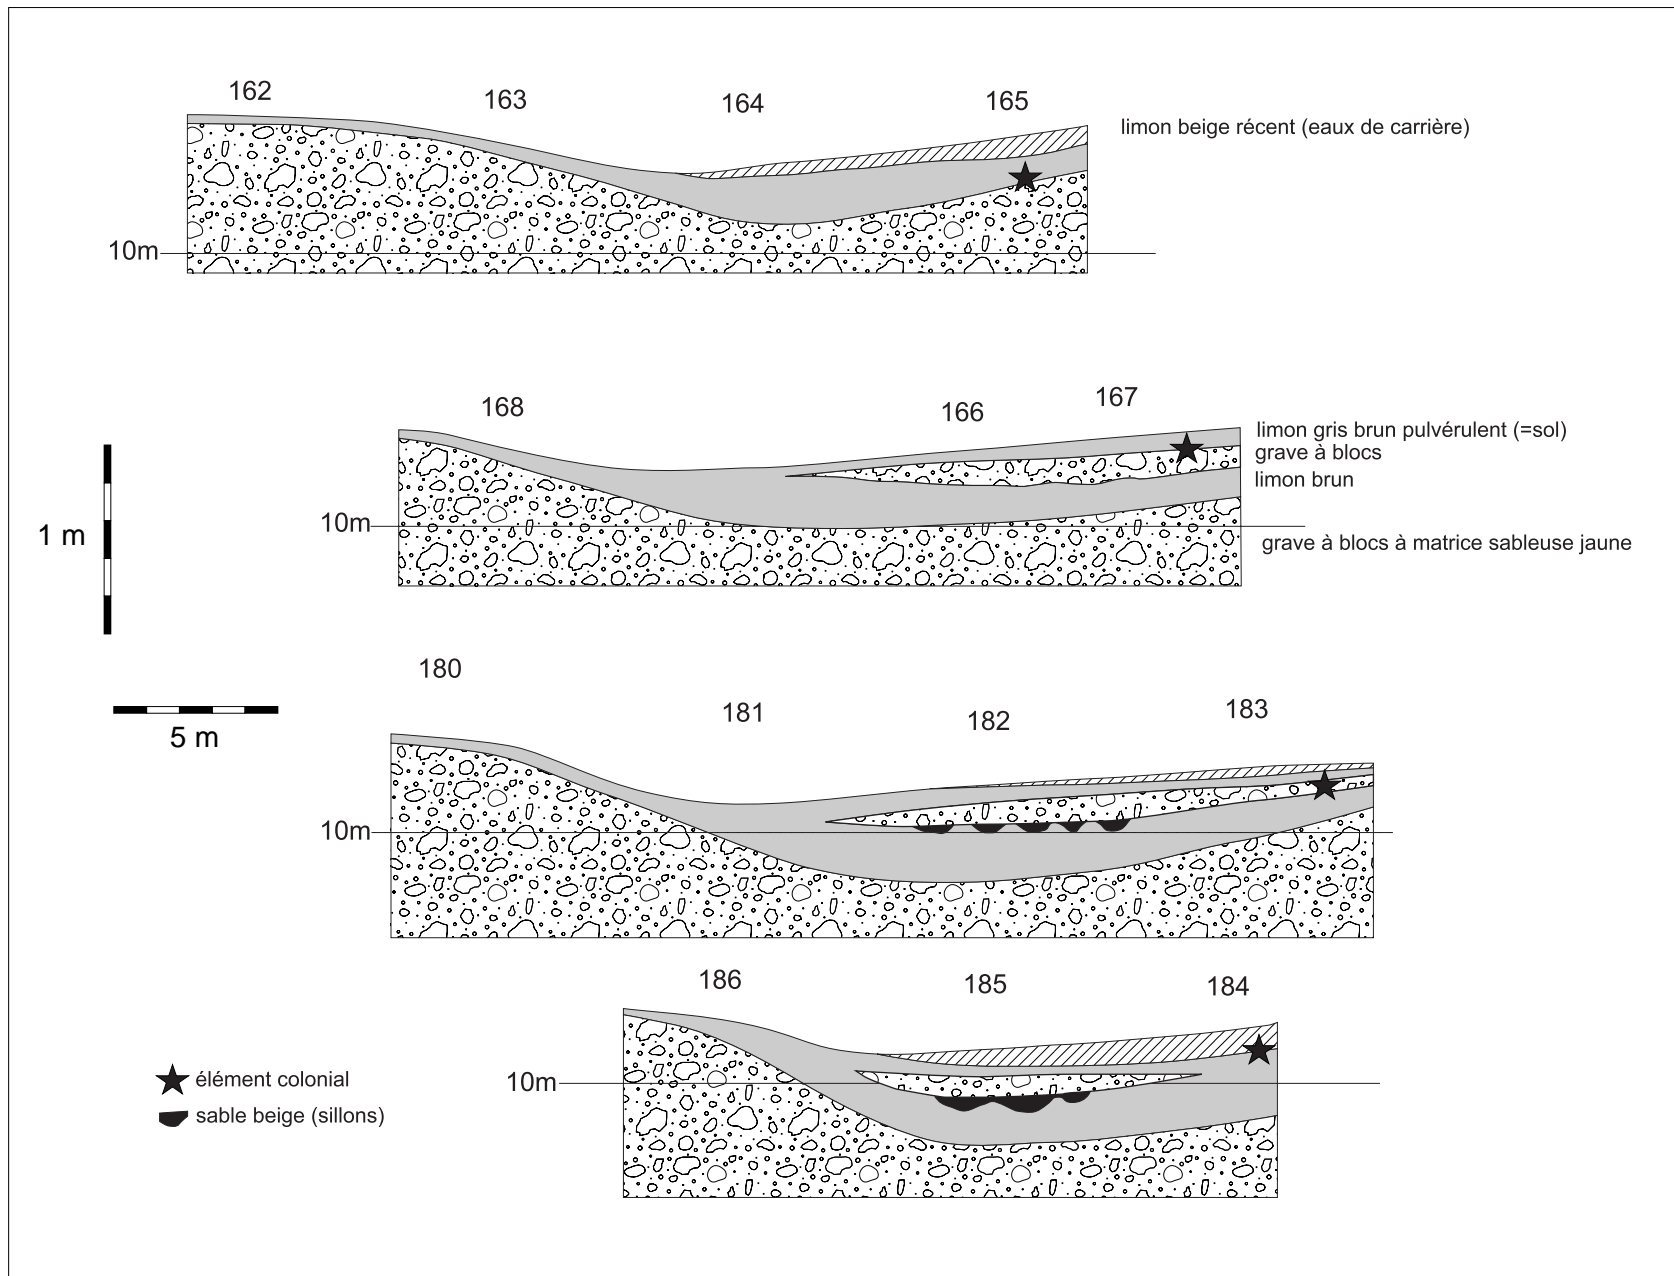 162
163
164
165
limon beige récent (eaux de carrière)
10m
168
166
167
limon gris brun pulvérulent (=sol)
grave à blocs
limon brun
10m
grave à blocs à matrice sableuse jaune
1 m
180
181
182
183
5 m
10m
186
185
184
10m
élément colonial
sable beige (sillons)